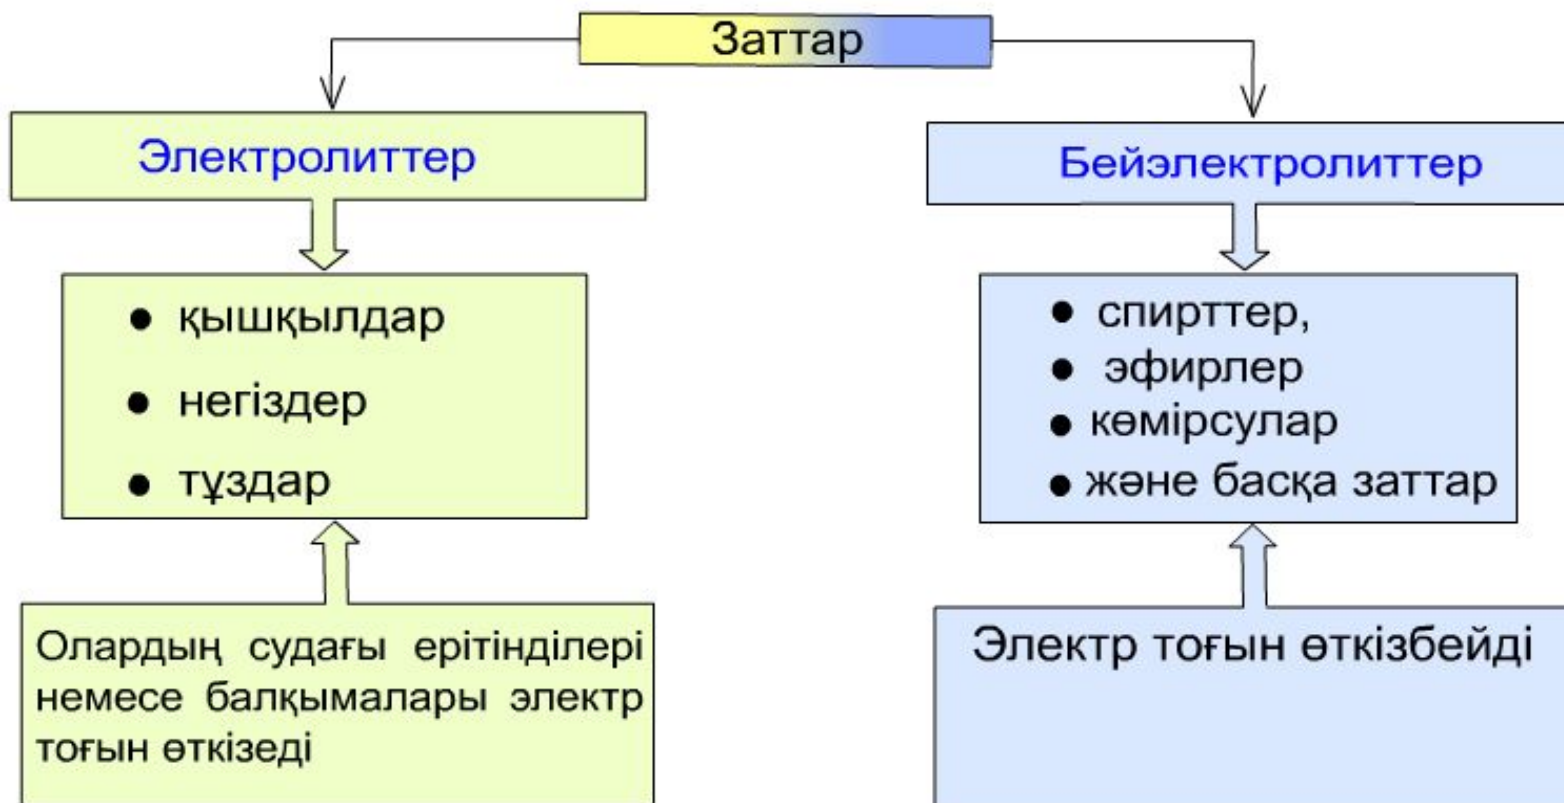 Заттар
Электролиттер
● қышқылдар
● негіздер
● тұздар
Олардың судағы ерітінділері
немесе балқымалары электр
тоғын өткізеді
Бейэлектролиттер
● спирттер,
● эфирлер
● көмірсулар
● және басқа заттар
Электр тоғын өткізбейді